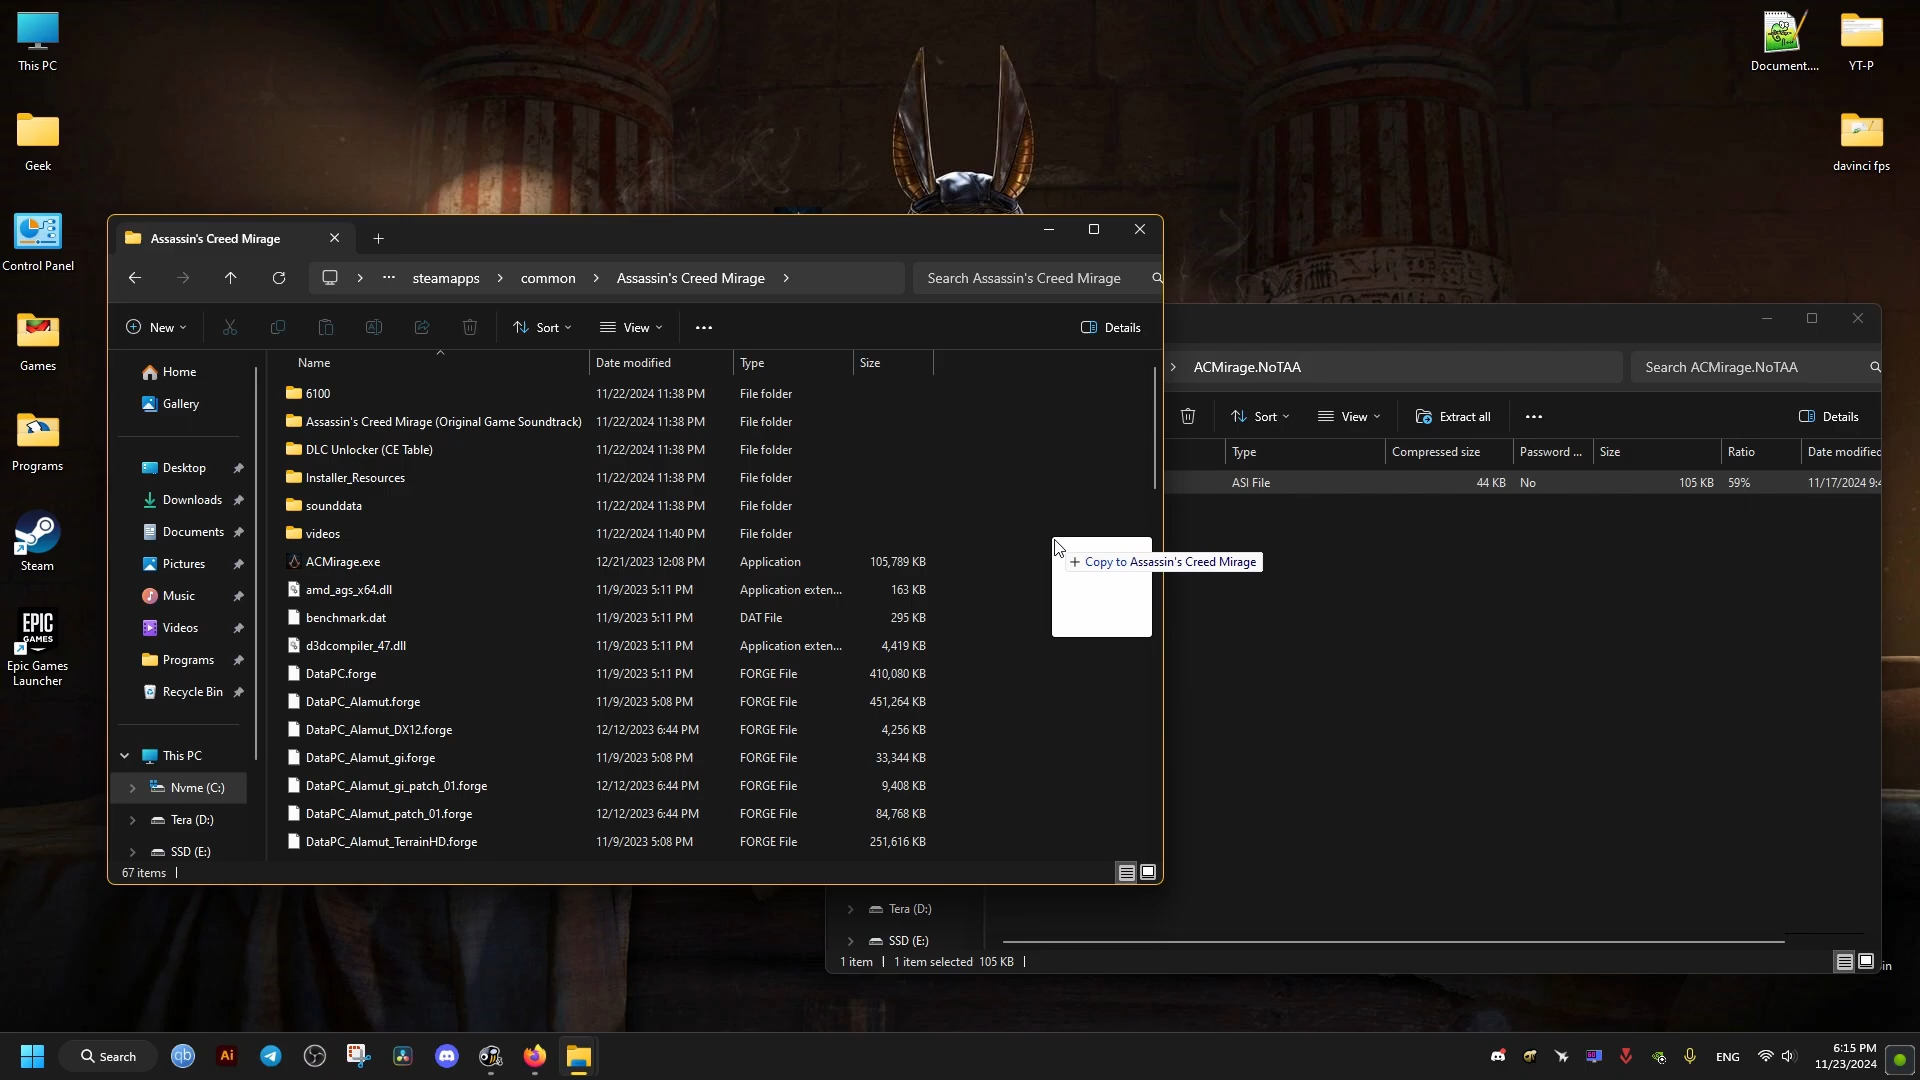 This PC
Geek
Control Panel
Games
Programs
Steam
EPIC
GAMES
Epic Games
Launcher
Document....
YT-P
davinci fps
Assassin's Creed Mirage
steamapps
common
Assassin's Creed Mirage
Search Assassin's Creed Mirage
New
Sort
View
Details
Home
Gallery
Desktop
Downloads
Documents
Pictures
Music
Videos
Programs
Recycle Bin
This PC
Nvme (C:)
Tera (D:)
SSD (E:)
Name Date modified Type Size
6100 11/22/2024 11:38 PM File folder
Assassin's Creed Mirage (Original Game Soundtrack) 11/22/2024 11:38 PM File folder
DLC Unlocker (CE Table) 11/22/2024 11:38 PM File folder
Installer_Resources 11/22/2024 11:38 PM File folder
sounddata 11/22/2024 11:38 PM File folder
videos 11/22/2024 11:40 PM File folder
ACMirage.exe 12/21/2023 12:08 PM Application 105,789 KB
amd_ags_x64.dll 11/9/2023 5:11 PM Application exten... 163 KB
benchmark.dat 11/9/2023 5:11 PM DAT File 295 KB
d3dcompiler_47.dll 11/9/2023 5:11 PM Application exten... 4,419 KB
DataPC.forge 11/9/2023 5:11 PM FORGE File 410,080 KB
DataPC_Alamut.forge 11/9/2023 5:08 PM FORGE File 451,264 KB
DataPC_Alamut_DX12.forge 12/12/2023 6:44 PM FORGE File 4,256 KB
DataPC_Alamut_gi.forge 11/9/2023 5:08 PM FORGE File 33,344 KB
DataPC_Alamut_gi_patch_01.forge 12/12/2023 6:44 PM FORGE File 9,408 KB
DataPC_Alamut_patch_01.forge 12/12/2023 6:44 PM FORGE File 84,768 KB
DataPC_Alamut_TerrainHD.forge 11/9/2023 5:08 PM FORGE File 251,616 KB
67 items
+ Copy to Assassin's Creed Mirage
ACMirage.NoTAA
Search ACMirage.NoTAA
Sort
View
Extract all
Details
Type Compressed size Password ... Size Ratio Date modified
ASI File 44 KB No 105 KB 59% 11/17/2024 9:4
Tera (D:)
SSD (E:)
1 item 1 item selected 105 KB
in
Search
qb
Ai
60
ENG
6:15 PM
11/23/2024